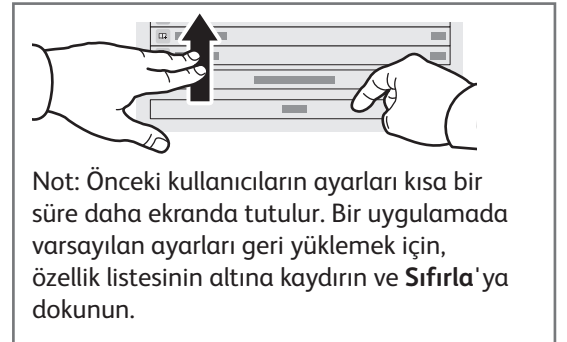 Not: Önceki kullanıcıların ayarları kısa bir
süre daha ekranda tutulur. Bir uygulamada
varsayılan ayarları geri yüklemek için,
özellik listesinin altına kaydırın ve Sıfırla'ya
dokunun.